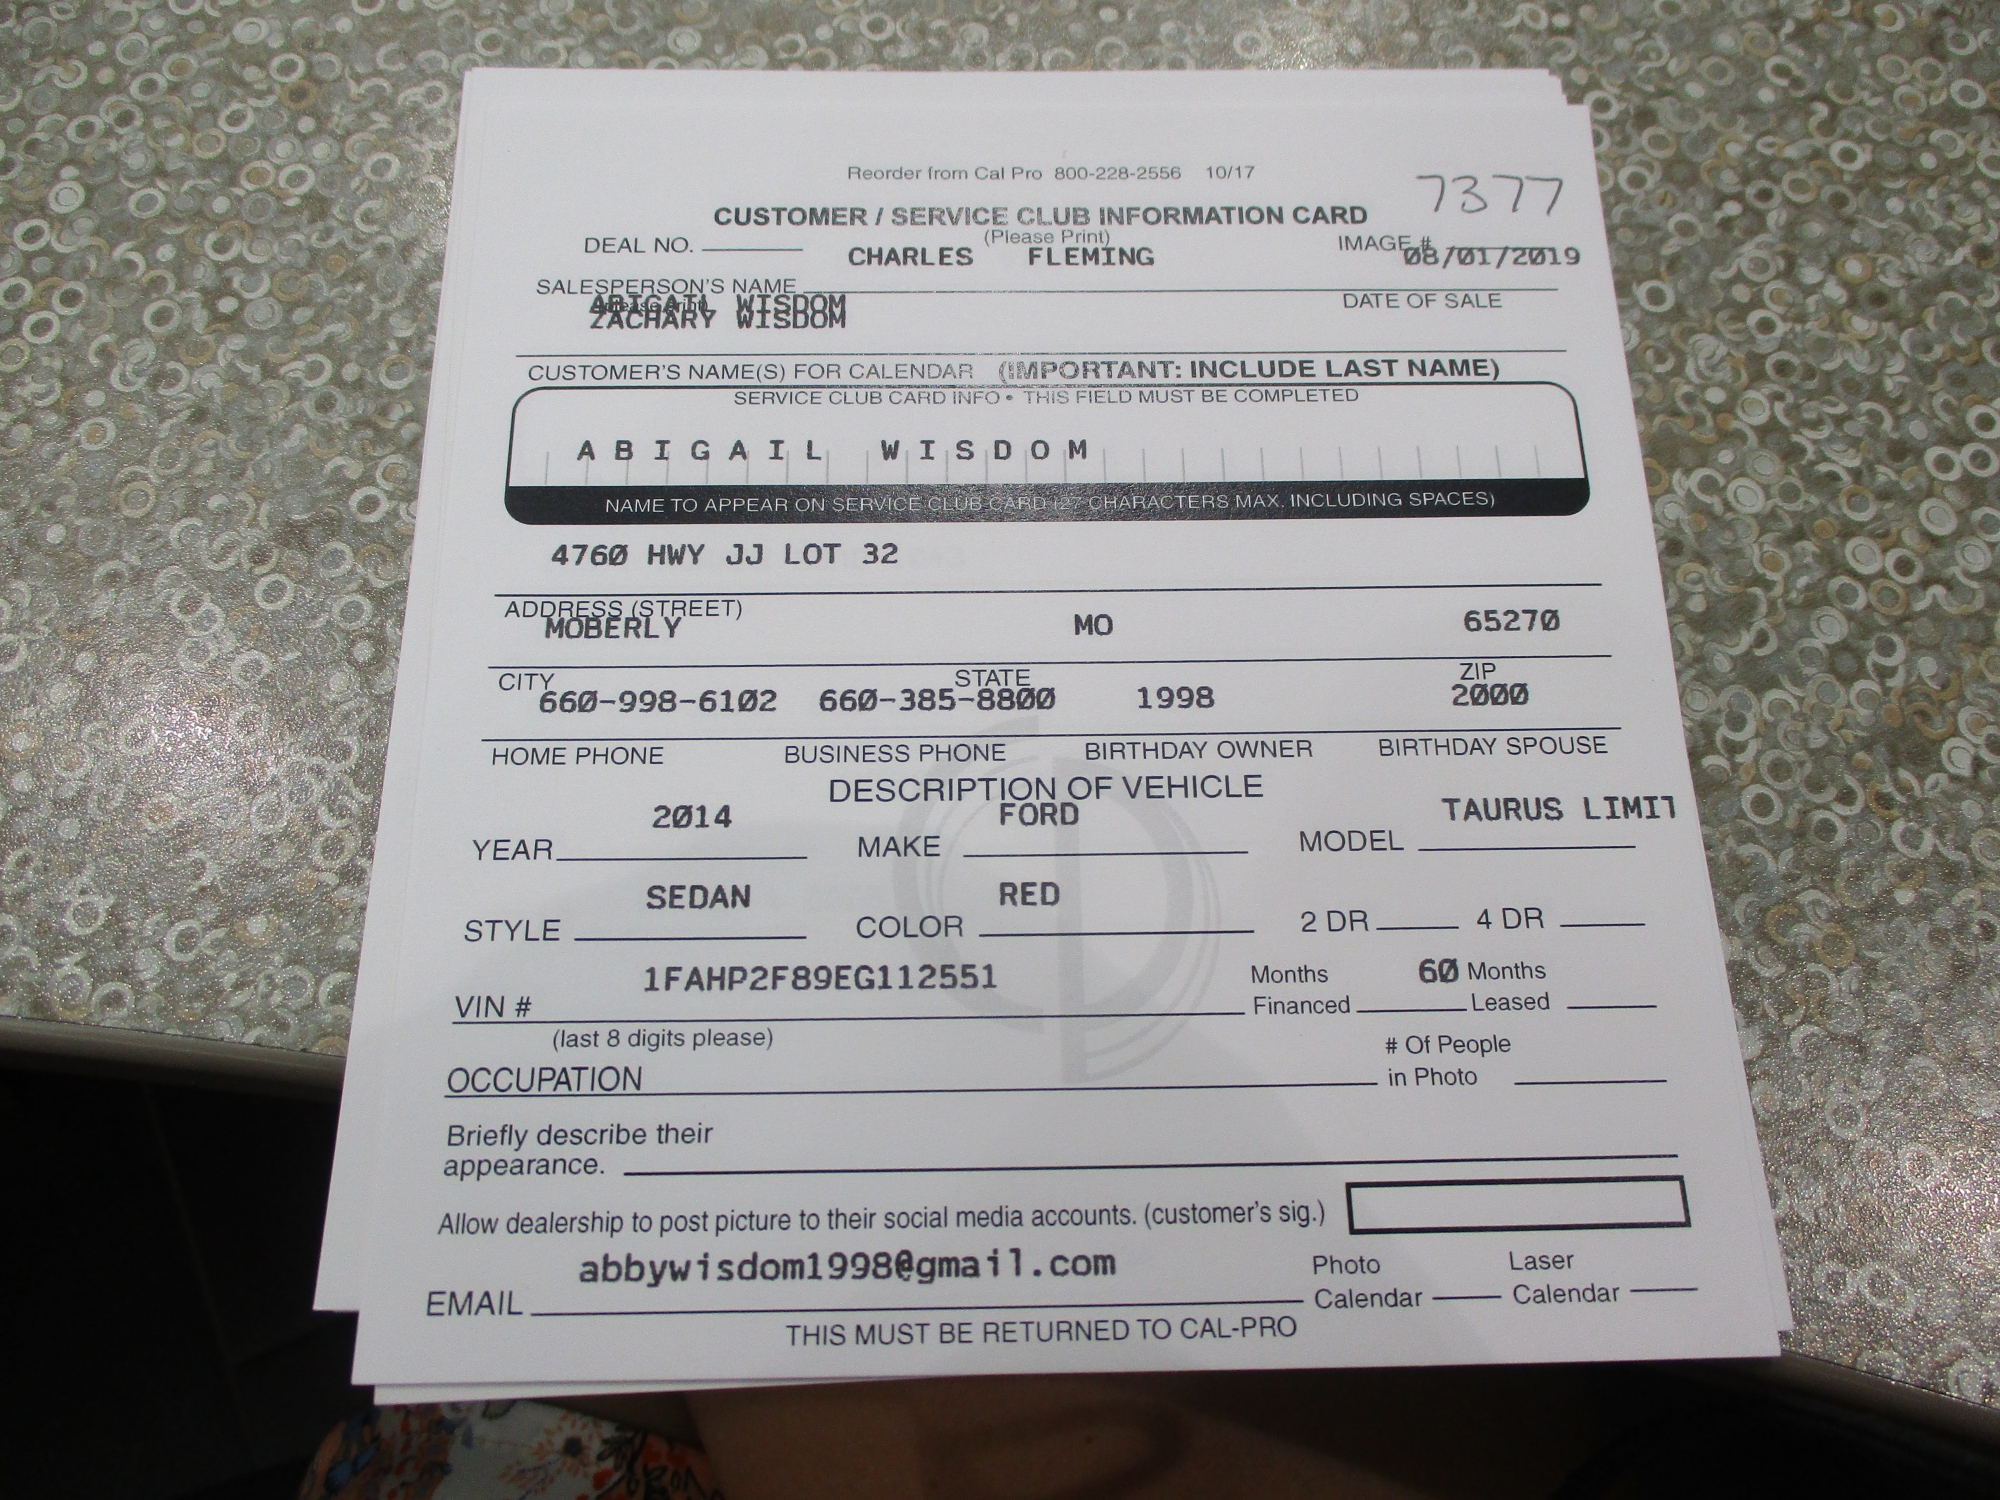 Reorder from Cal Pro 800-228-2556 10/17
7377
CUSTOMER / SERVICE CLUB INFORMATION CARD
(Please Print)
DEAL NO.
IMAGE #
CHARLES FLEMING
08/01/2019
SALESPERSON'S NAME
(please print)
DATE OF SALE
ABIGAIL WISDOM
ZACHARY WISDOM
CUSTOMER'S NAME(S) FOR CALENDAR (IMPORTANT: INCLUDE LAST NAME)
SERVICE CLUB CARD INFO • THIS FIELD MUST BE COMPLETED
ABIGAIL WISDOM
NAME TO APPEAR ON SERVICE CLUB CARD (27 CHARACTERS MAX. INCLUDING SPACES)
4760 HWY JJ LOT 32
ADDRESS (STREET)
MOBERLY MO 65270
CITY STATE ZIP
660-998-6102 660-385-8800 1998 2000
HOME PHONE BUSINESS PHONE BIRTHDAY OWNER BIRTHDAY SPOUSE
DESCRIPTION OF VEHICLE
2014 FORD TAURUS LIMIT
YEAR MAKE MODEL
SEDAN RED
STYLE COLOR 2 DR 4 DR
1FAHP2F89EG112551
VIN #
Months Financed 60 Months Leased
(last 8 digits please)
OCCUPATION
# Of People in Photo
Briefly describe their
appearance.
Allow dealership to post picture to their social media accounts. (customer's sig.)
abbywisdom1998@gmail.com
EMAIL
Photo Calendar Laser Calendar
THIS MUST BE RETURNED TO CAL-PRO